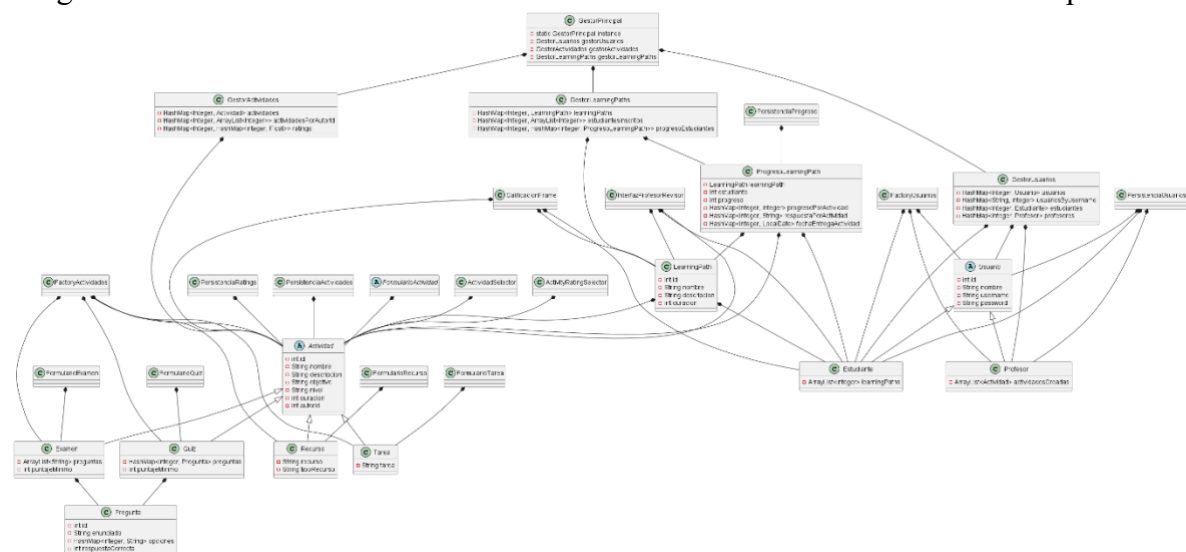 C GestorPrincipal
static GestorPrincipal instance
GestorUsuarios gestorUsuarios
GestorActividades gestorActividades
GestorLearningPaths gestorLearningPaths
C GestorActividades
HashMap<Integer, Actividad> actividades
HashMap<Integer, ArrayList<Integer>> actividadesPorAutorId
HashMap<Integer, HashMap<Integer, Float>> ratings
C GestorLearningPaths
HashMap<Integer, LearningPath> learningPaths
HashMap<Integer, ArrayList<Integer>> estudiantesInscritos
HashMap<Integer, HashMap<Integer, ProgresoLearningPath>> progresoEstudiantes
C PersistenciaProgreso
C ProgresoLearningPath
LearningPath learningPath
int estudiante
int progreso
HashMap<Integer, Integer> progresoPorActividad
HashMap<Integer, String> respuestaPorActividad
HashMap<Integer, LocalDate> fechaEntregaActividad
C GestorUsuarios
HashMap<Integer, Usuario> usuarios
HashMap<String, Integer> usuariosByUsername
HashMap<Integer, Estudiante> estudiantes
HashMap<Integer, Profesor> profesores
C CalificacionFrame
C InterfazProfesorRevisor
C FactoryUsuarios
C PersistenciaUsuarios
C LearningPath
int id
String nombre
String descripcion
int duracion
A Usuario
int id
String nombre
String username
String password
C FactoryActividades
C PersistenciaRatings
C PersistenciaActividades
A FormularioActividad
C ActividadSelector
C ActivityRatingSelector
A Actividad
int id
String nombre
String descripcion
String objetivo
String nivel
int duracion
int autorId
C FormularioExamen
C FormularioQuiz
C FormularioRecurso
C FormularioTarea
C Estudiante
ArrayList<Integer> learningPaths
C Profesor
ArrayList<Actividad> actividadesCreadas
C Examen
ArrayList<String> preguntas
int puntajeMinimo
C Quiz
HashMap<Integer, Pregunta> preguntas
int puntajeMinimo
C Recurso
String recurso
String tipoRecurso
C Tarea
String tarea
C Pregunta
int id
String enunciado
HashMap<Integer, String> opciones
int respuestaCorrecta